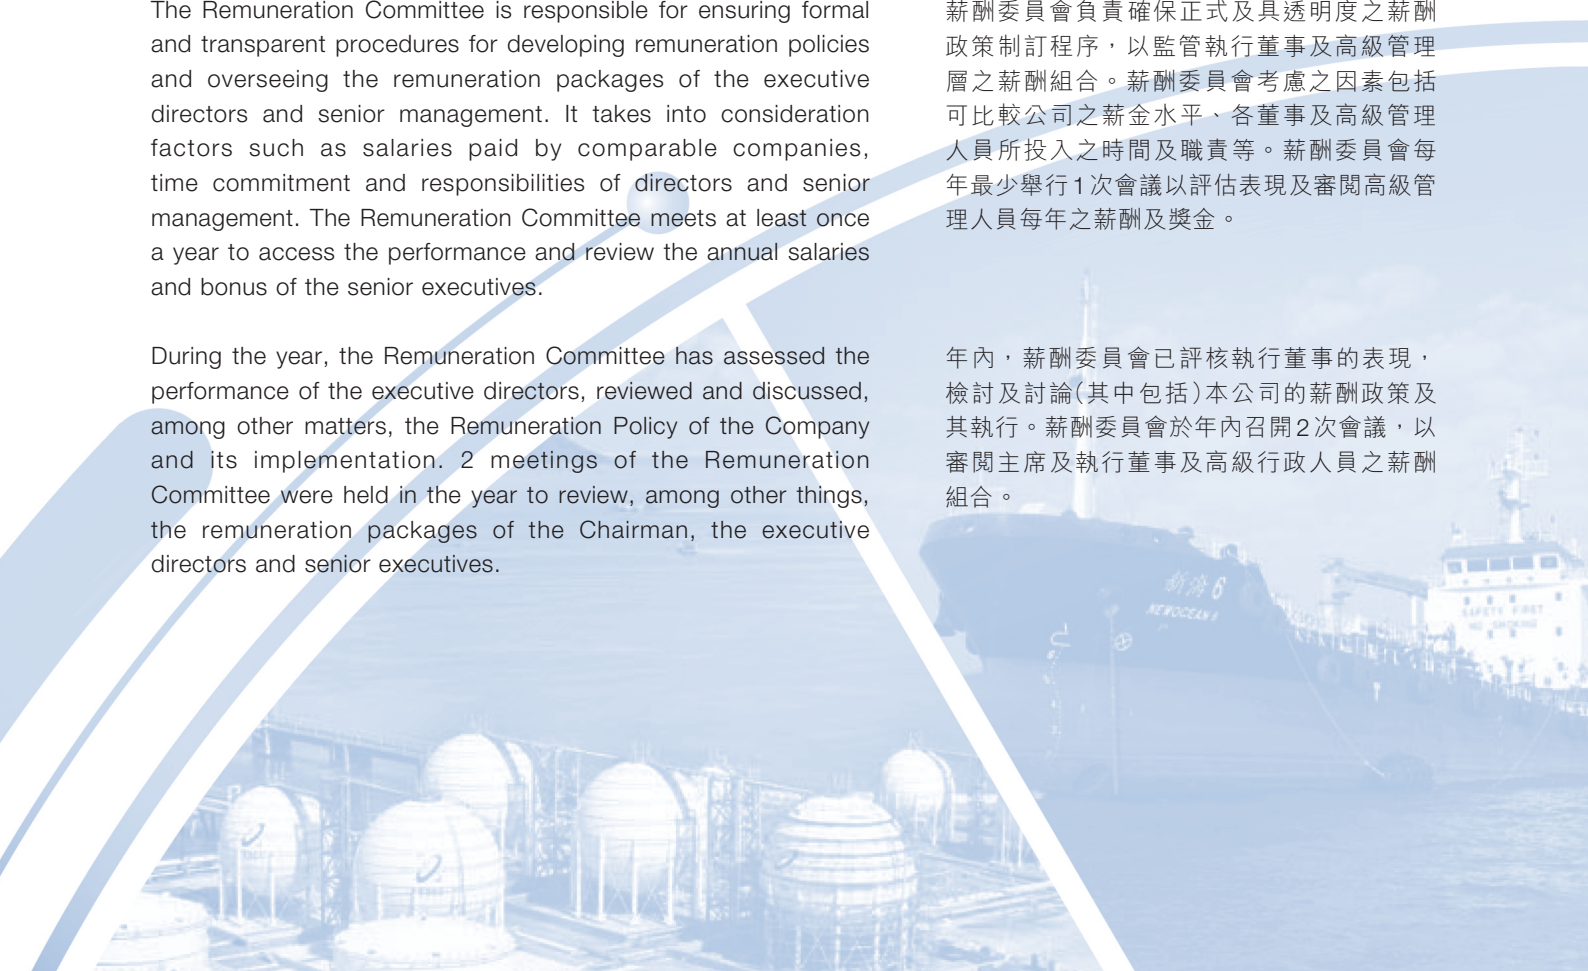 The Remuneration Committee is responsible for ensuring formal
and transparent procedures for developing remuneration policies
and overseeing the remuneration packages of the executive
directors and senior management. It takes into consideration
factors such as salaries paid by comparable companies,
time commitment and responsibilities of directors and senior
management. The Remuneration Committee meets at least once
a year to access the performance and review the annual salaries
and bonus of the senior executives.
During the year, the Remuneration Committee has assessed the
performance of the executive directors, reviewed and discussed,
among other matters, the Remuneration Policy of the Company
and its implementation. 2 meetings of the Remuneration
Committee were held in the year to review, among other things,
the remuneration packages of the Chairman, the executive
directors and senior executives.
薪酬委員會負責確保正式及具透明度之薪酬
政策制訂程序，以監管執行董事及高級管理
層之薪酬組合。薪酬委員會考慮之因素包括
可比較公司之薪金水平、各董事及高級管理
人員所投入之時間及職責等。薪酬委員會每
年最少舉行1次會議以評估表現及審閱高級管
理人員每年之薪酬及獎金。
年內，薪酬委員會已評核執行董事的表現，
檢討及討論(其中包括)本公司的薪酬政策及
其執行。薪酬委員會於年內召開2次會議，以
審閱主席及執行董事及高級行政人員之薪酬
組合。
6
NEWOCEAN 6
SAFETY FIRST
NO SMOKING